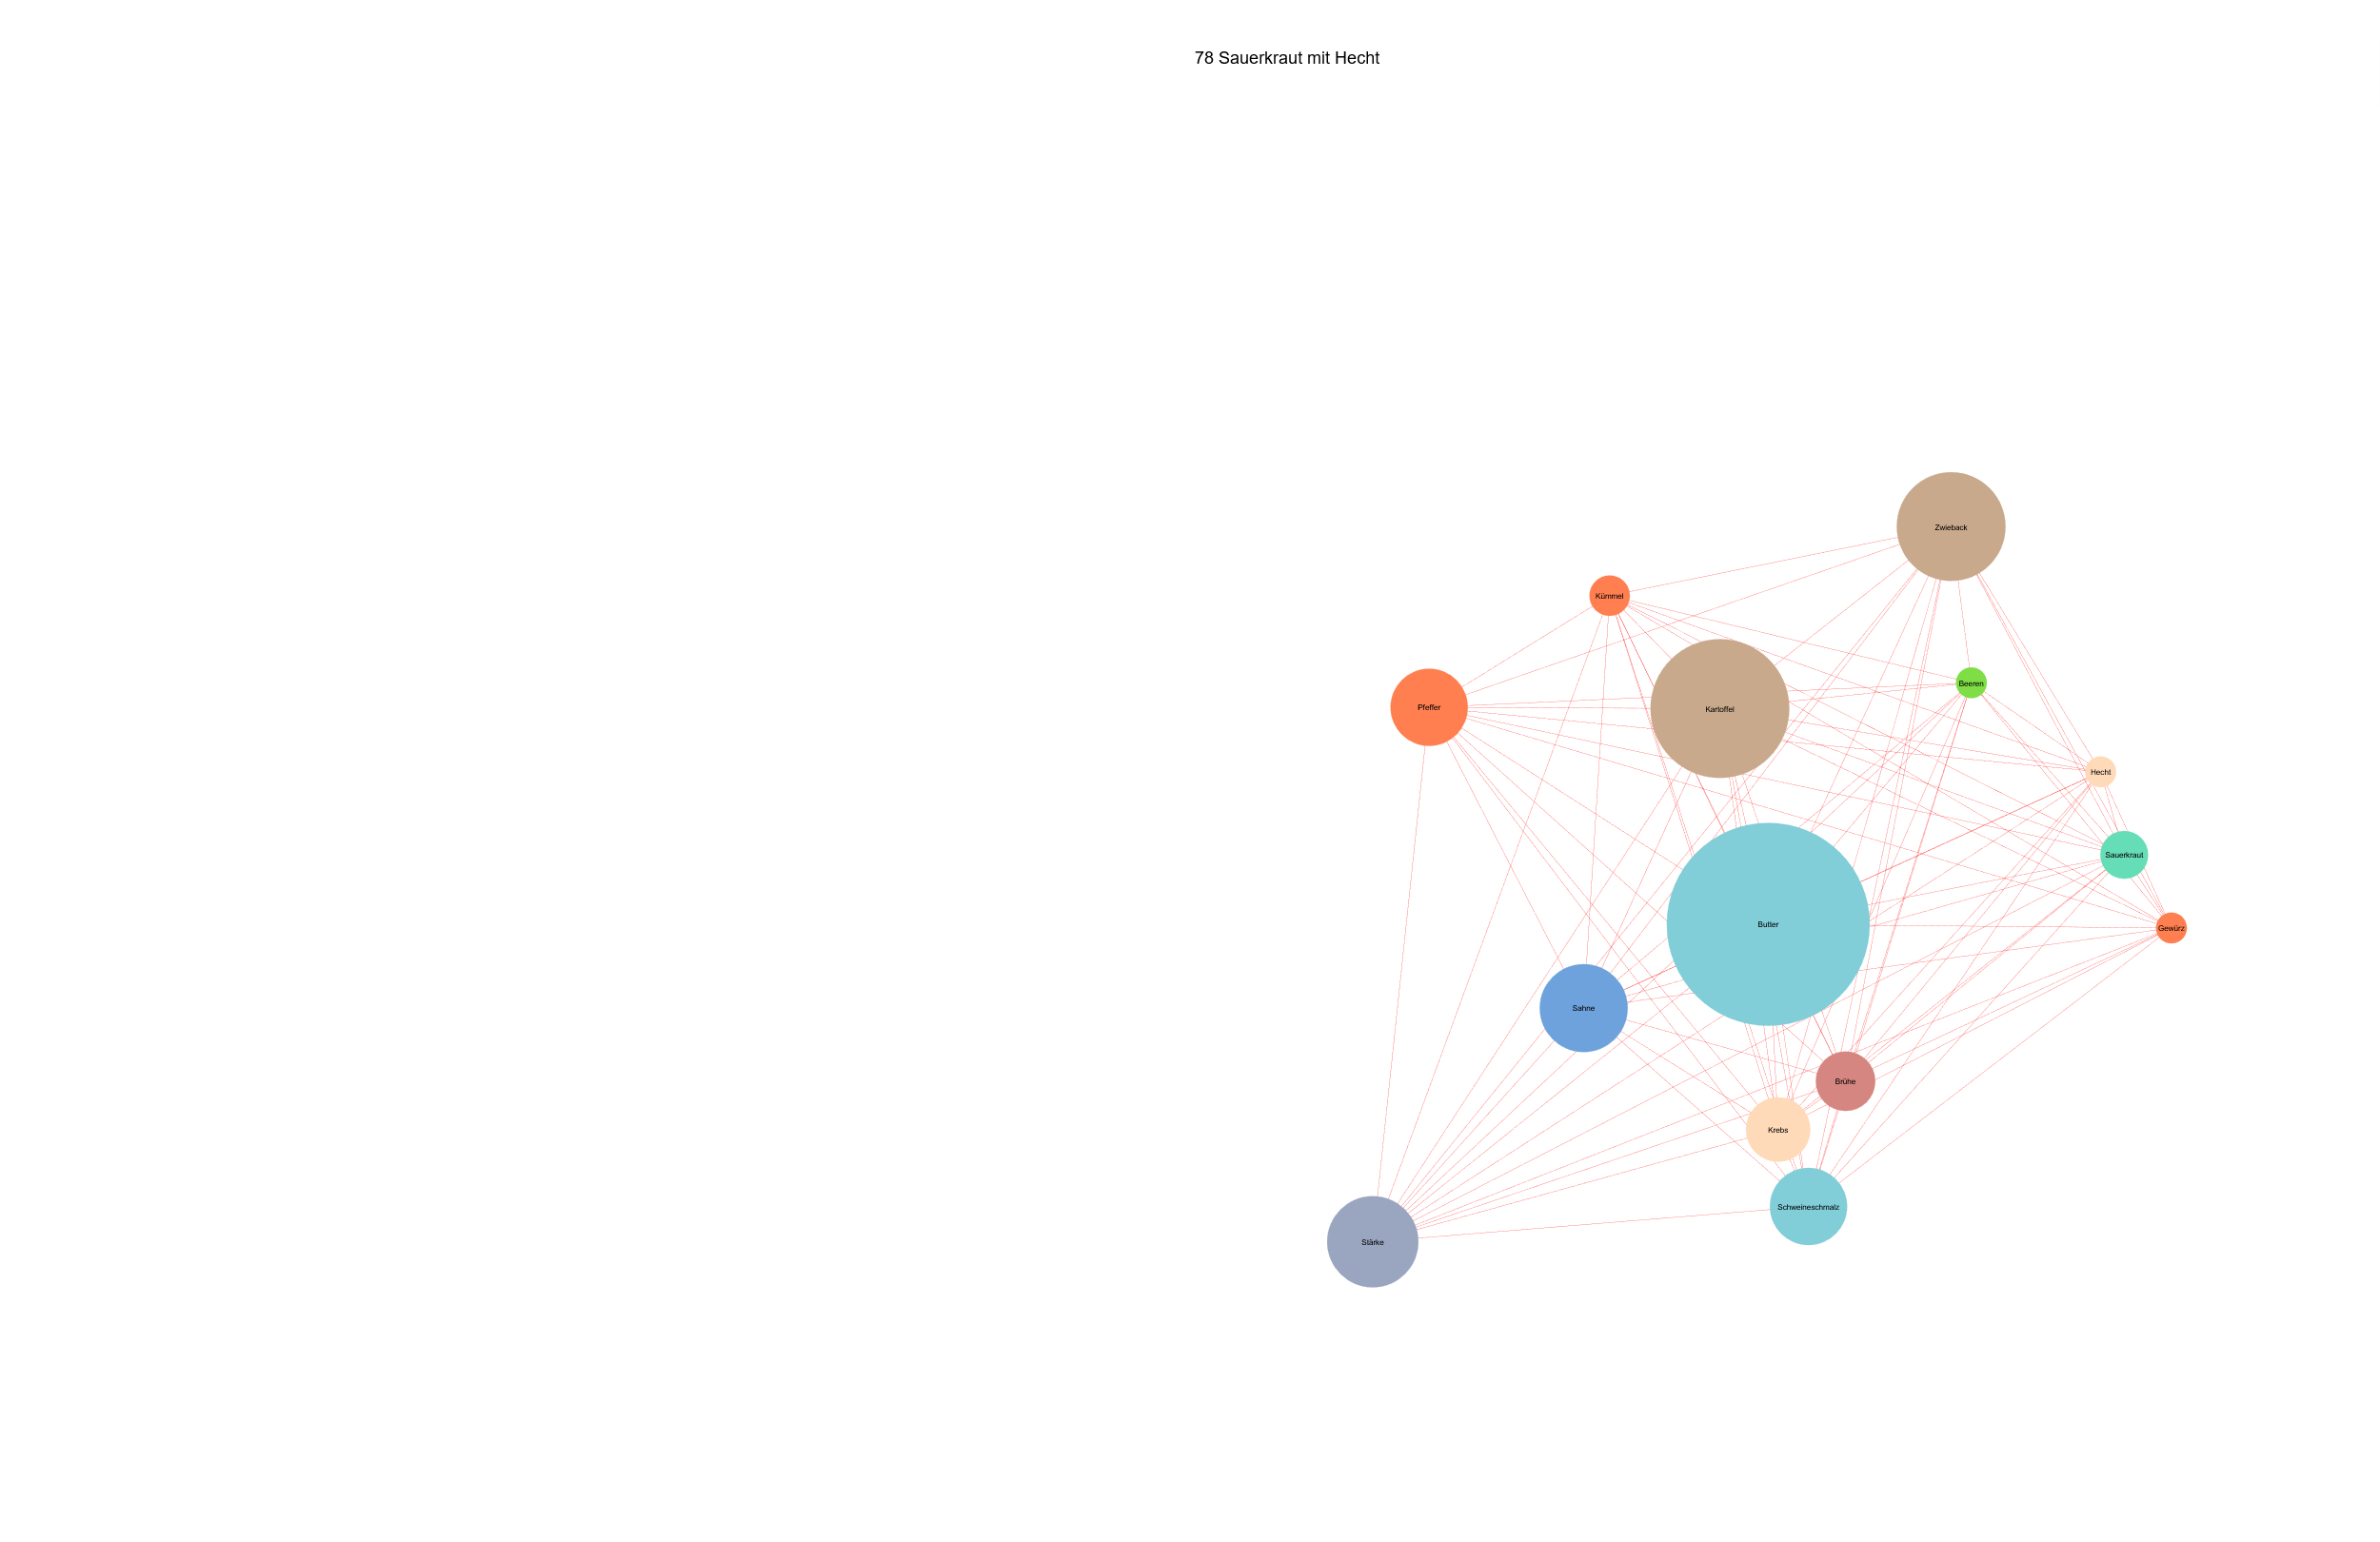 78 Sauerkraut mit Hecht
Zwieback
Kümmel
Beeren
Pfeffer
Kartoffel
Hecht
Sauerkraut
Butter
Gewürz
Sahne
Brühe
Krebs
Schweineschmalz
Stärke